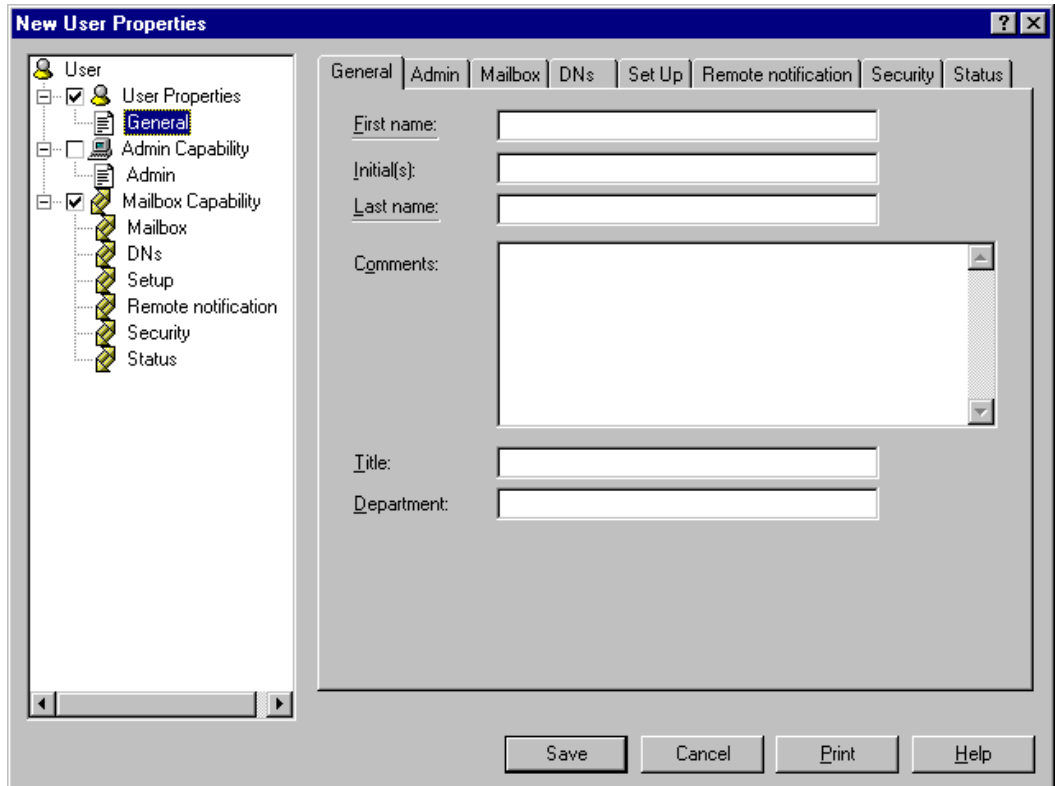 New User Properties
User
User Properties
General
Admin Capability
Admin
Mailbox Capability
Mailbox
DNs
Setup
Remote notification
Security
Status
General Admin Mailbox DNs Set Up Remote notification Security Status
First name:
Initial(s):
Last name:
Comments:
Title:
Department:
Save Cancel Print Help